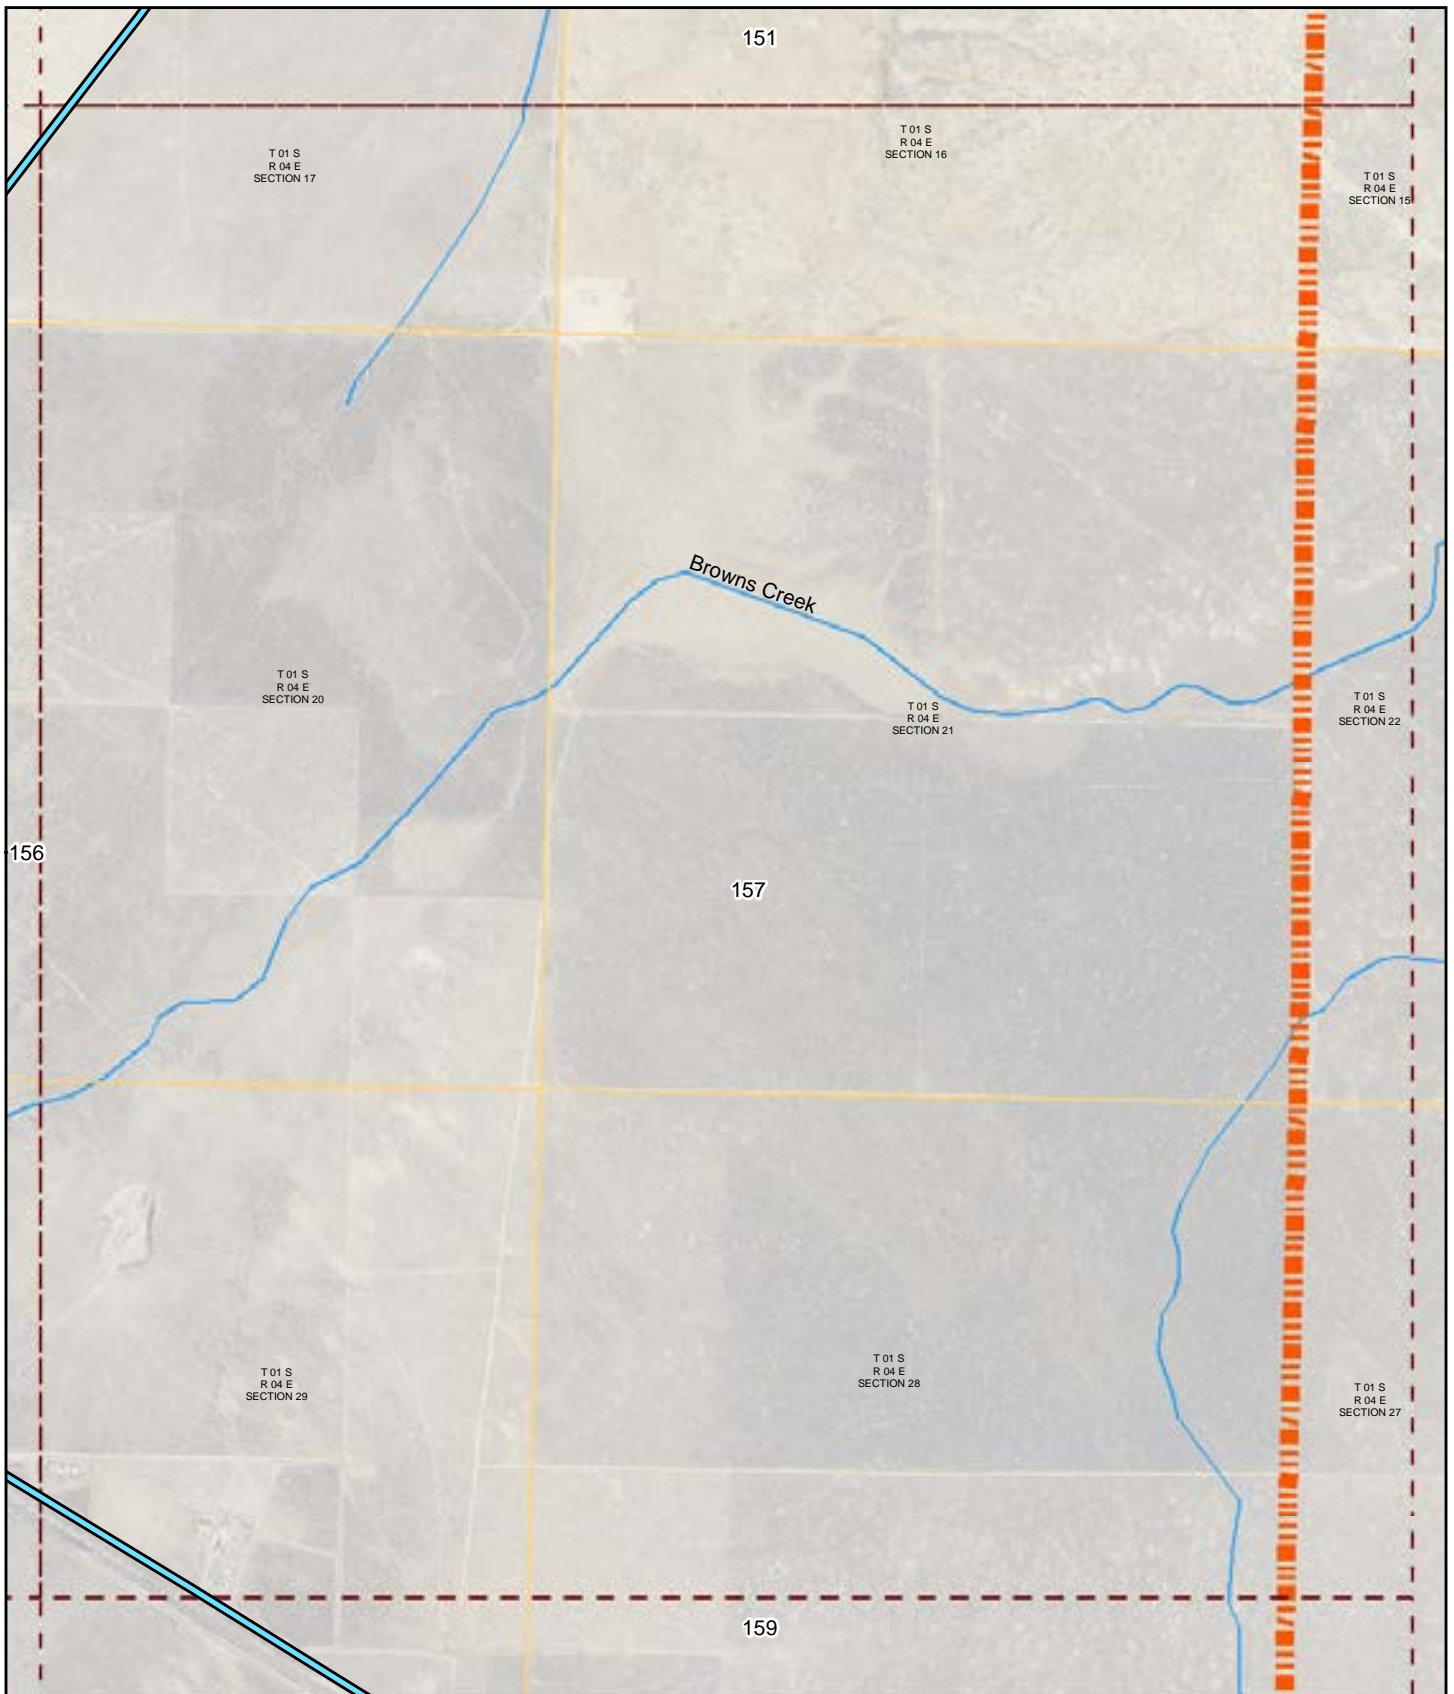 151
T 01 S
R 04 E
SECTION 17
T 01 S
R 04 E
SECTION 16
T 01 S
R 04 E
SECTION 15
Browns Creek
T 01 S
R 04 E
SECTION 20
T 01 S
R 04 E
SECTION 21
T 01 S
R 04 E
SECTION 22
156
157
T 01 S
R 04 E
SECTION 29
T 01 S
R 04 E
SECTION 28
T 01 S
R 04 E
SECTION 27
159